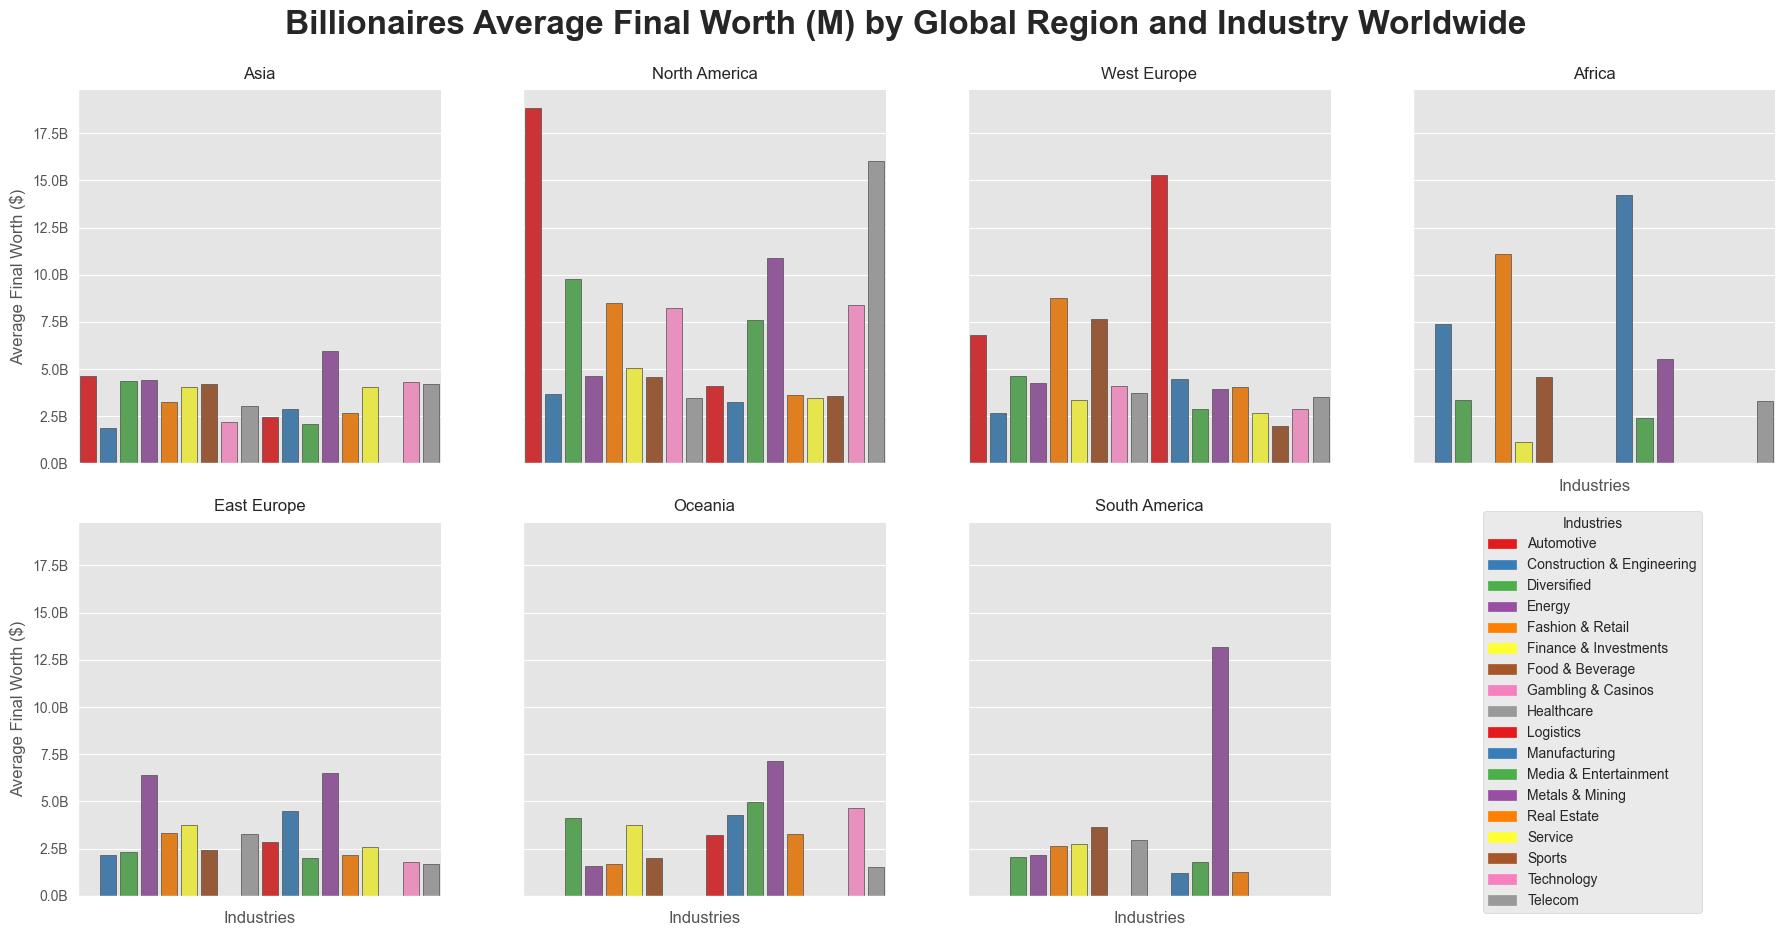 Billionaires Average Final Worth (M) by Global Region and Industry Worldwide
Asia
North America
West Europe
Africa
Average Final Worth ($)
17.5B
15.0B
12.5B
10.0B
7.5B
5.0B
2.5B
0.0B
Industries
East Europe
Oceania
South America
Average Final Worth ($)
17.5B
15.0B
12.5B
10.0B
7.5B
5.0B
2.5B
0.0B
Industries
Industries
Industries
Industries
Automotive
Construction & Engineering
Diversified
Energy
Fashion & Retail
Finance & Investments
Food & Beverage
Gambling & Casinos
Healthcare
Logistics
Manufacturing
Media & Entertainment
Metals & Mining
Real Estate
Service
Sports
Technology
Telecom